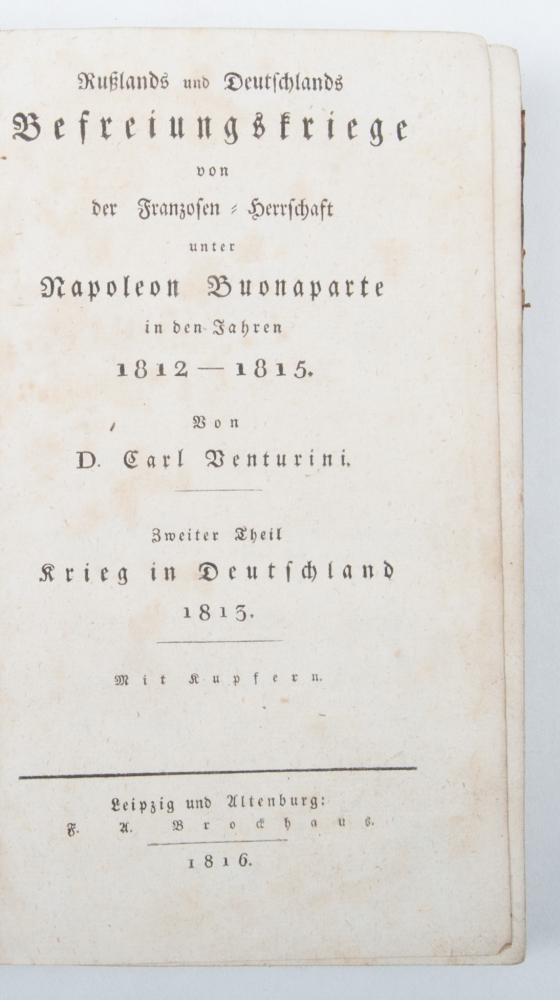 Rußlands und Deutschlands
Befreiungskriege
von
der Franzosen-Herrschaft
unter
Napoleon Buonaparte
in den Jahren
1812 — 1815.
Von
D. Carl Venturini.
Zweiter Theil
Krieg in Deutschland
1813.
Mit Kupfern.
Leipzig und Altenburg:
F. A. Brockhaus.
1816.